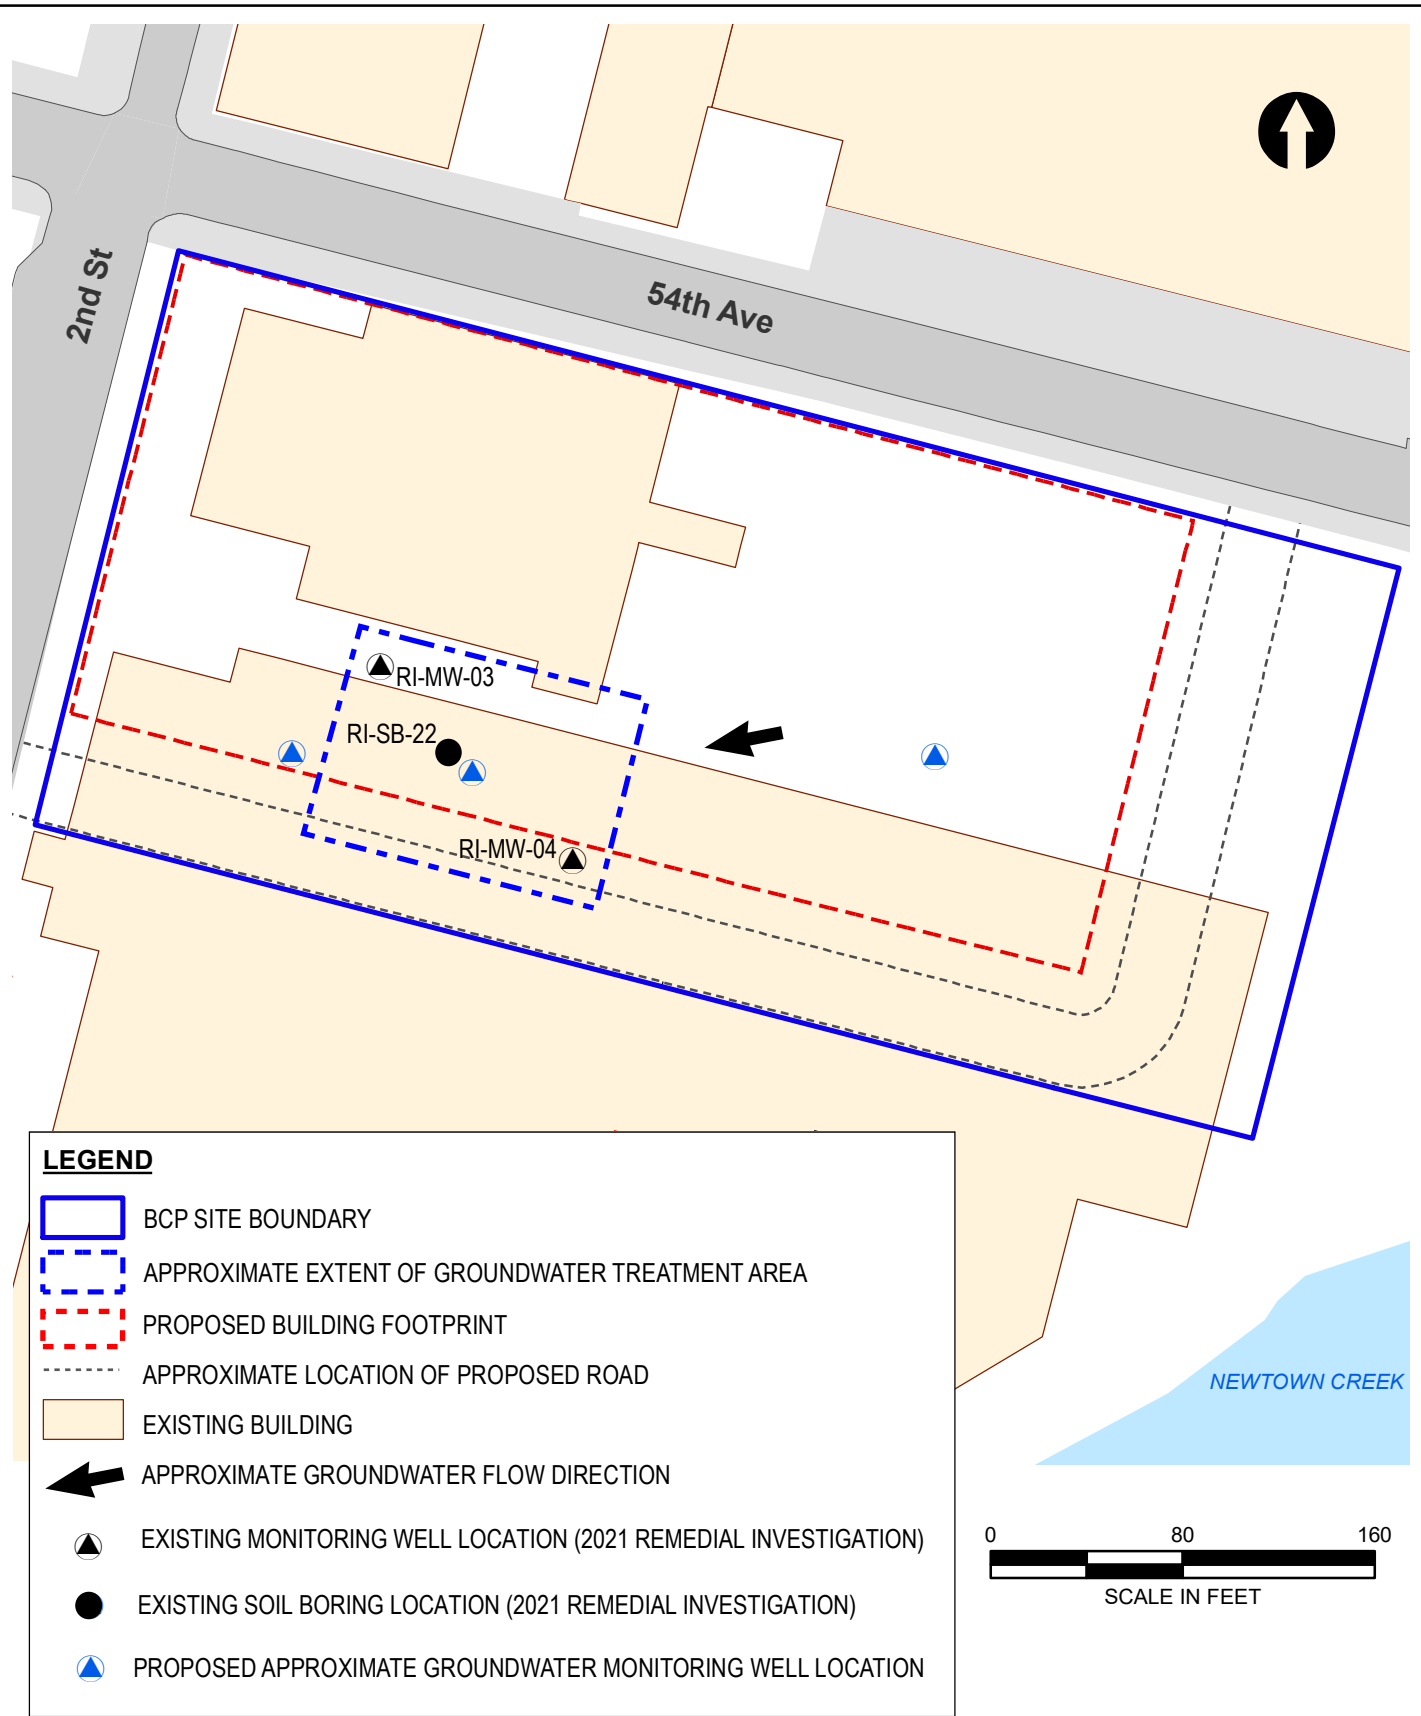 2nd St
54th Ave
RI-MW-03
RI-SB-22
RI-MW-04
LEGEND
BCP SITE BOUNDARY
APPROXIMATE EXTENT OF GROUNDWATER TREATMENT AREA
PROPOSED BUILDING FOOTPRINT
APPROXIMATE LOCATION OF PROPOSED ROAD
EXISTING BUILDING
APPROXIMATE GROUNDWATER FLOW DIRECTION
EXISTING MONITORING WELL LOCATION (2021 REMEDIAL INVESTIGATION)
EXISTING SOIL BORING LOCATION (2021 REMEDIAL INVESTIGATION)
PROPOSED APPROXIMATE GROUNDWATER MONITORING WELL LOCATION
NEWTOWN CREEK
0 80 160
SCALE IN FEET